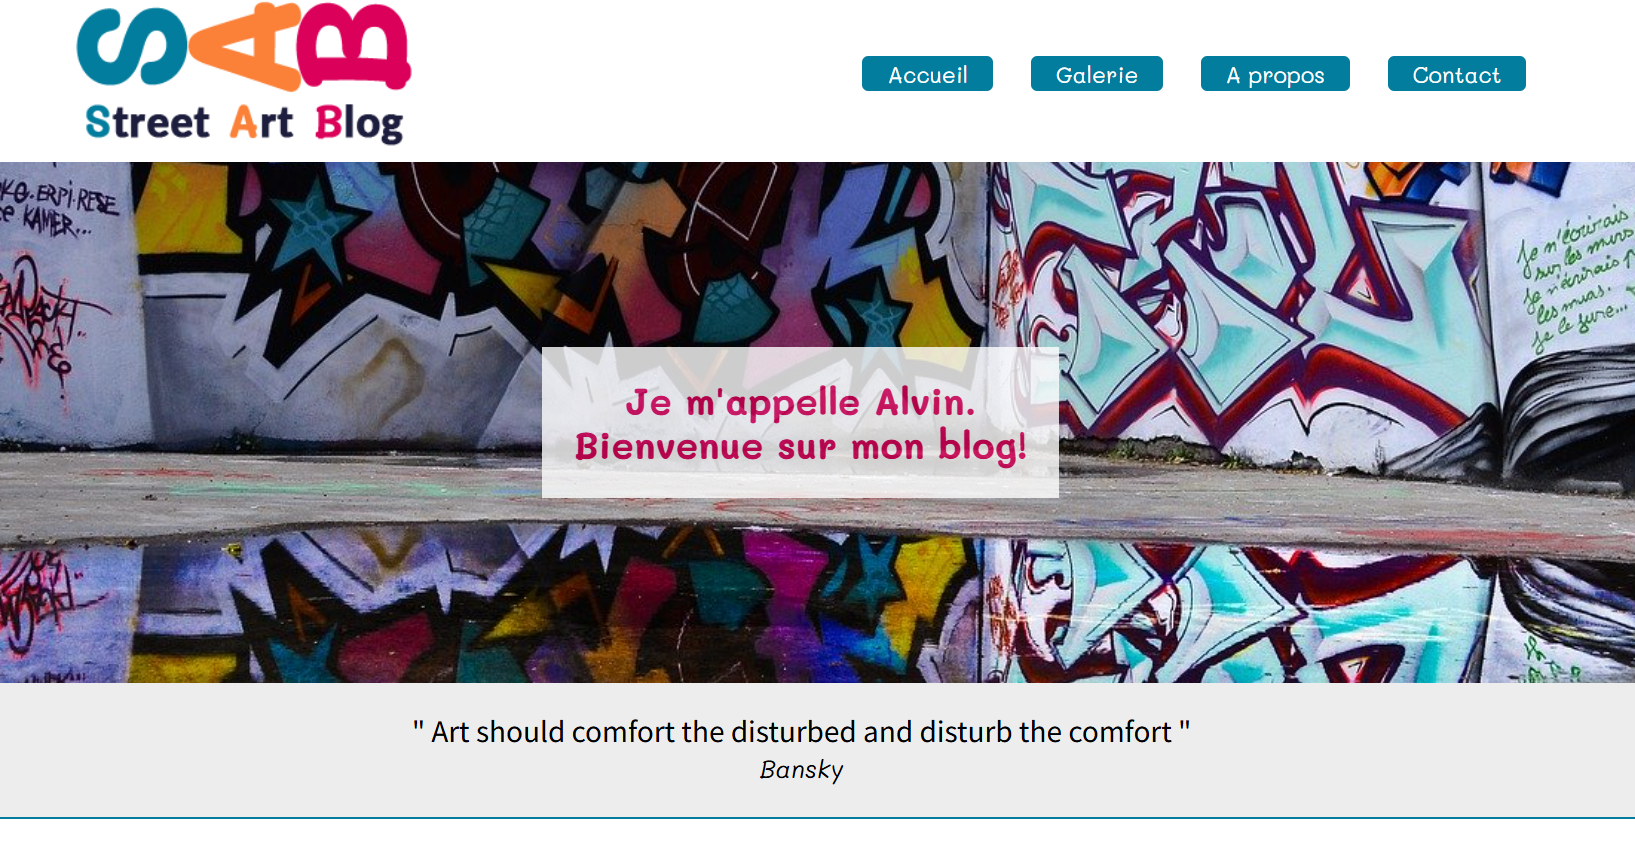 SAB
Street Art Blog
Accueil
Galerie
A propos
Contact
ERPI.RESE
KAMER...
Je n'écrirais
sur les murs
je n'écrirais
les murs.
je le jure...
Je m'appelle Alvin.
Bienvenue sur mon blog!
" Art should comfort the disturbed and disturb the comfort "
Bansky